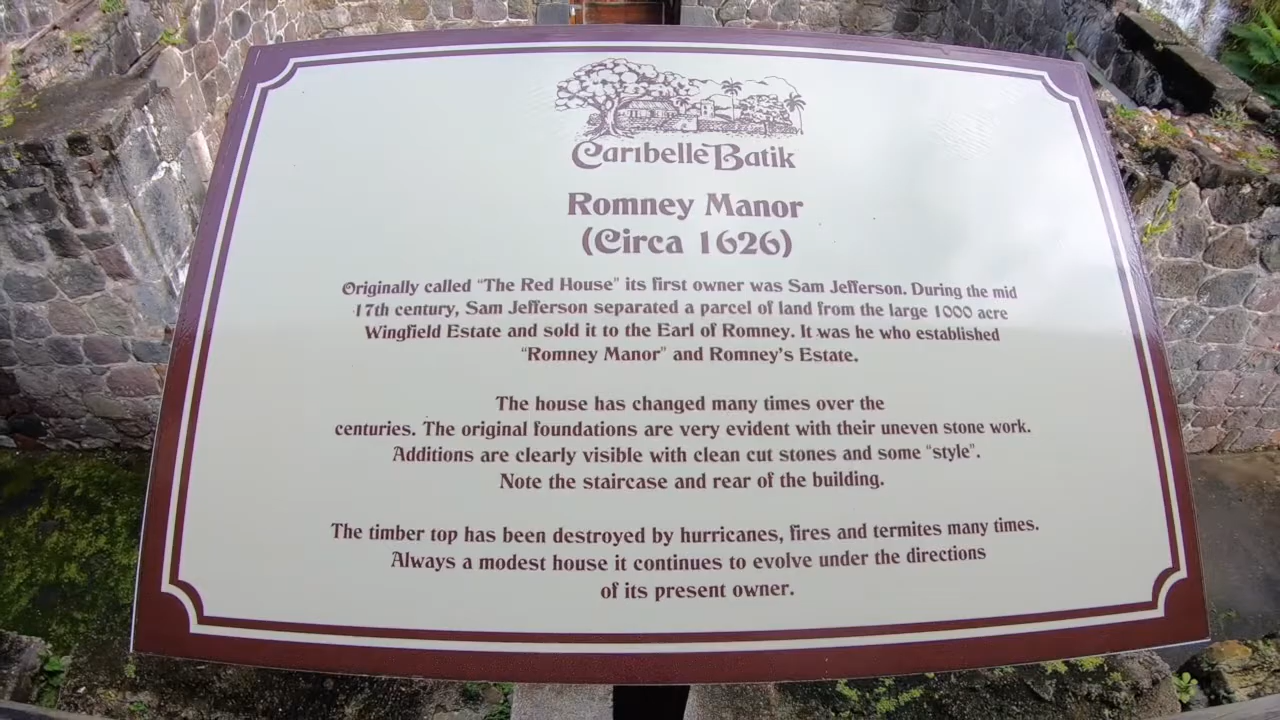 Caribelle Batik
Romney Manor
(Circa 1626)
Originally called "The Red House" its first owner was Sam Jefferson. During the mid
17th century, Sam Jefferson separated a parcel of land from the large 1000 acre
Wingfield Estate and sold it to the Earl of Romney. It was he who established
"Romney Manor" and Romney's Estate.
The house has changed many times over the
centuries. The original foundations are very evident with their uneven stone work.
Additions are clearly visible with clean cut stones and some "style".
Note the staircase and rear of the building.
The timber top has been destroyed by hurricanes, fires and termites many times.
Always a modest house it continues to evolve under the directions
of its present owner.